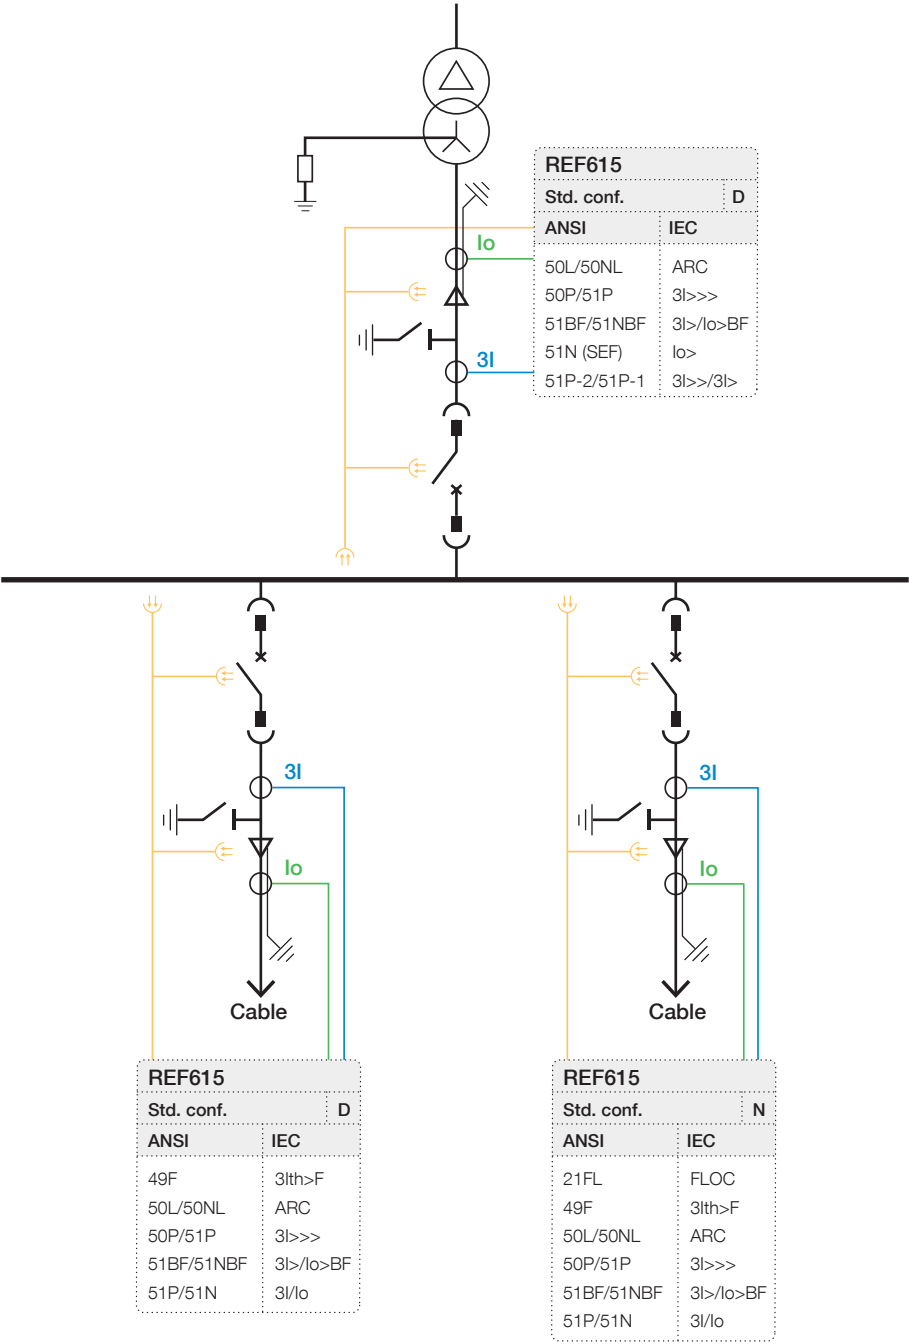 REF615
Std. conf. D
ANSI IEC
50L/50NL ARC
50P/51P 3I>>>
51BF/51NBF 3I>/Io>BF
51N (SEF) Io>
51P-2/51P-1 3I>>/3I>
Io
3I
3I
Io
Cable
3I
Io
Cable
REF615
Std. conf. D
ANSI IEC
49F 3Ith>F
50L/50NL ARC
50P/51P 3I>>>
51BF/51NBF 3I>/Io>BF
51P/51N 3I/Io
REF615
Std. conf. N
ANSI IEC
21FL FLOC
49F 3Ith>F
50L/50NL ARC
50P/51P 3I>>>
51BF/51NBF 3I>/Io>BF
51P/51N 3I/Io